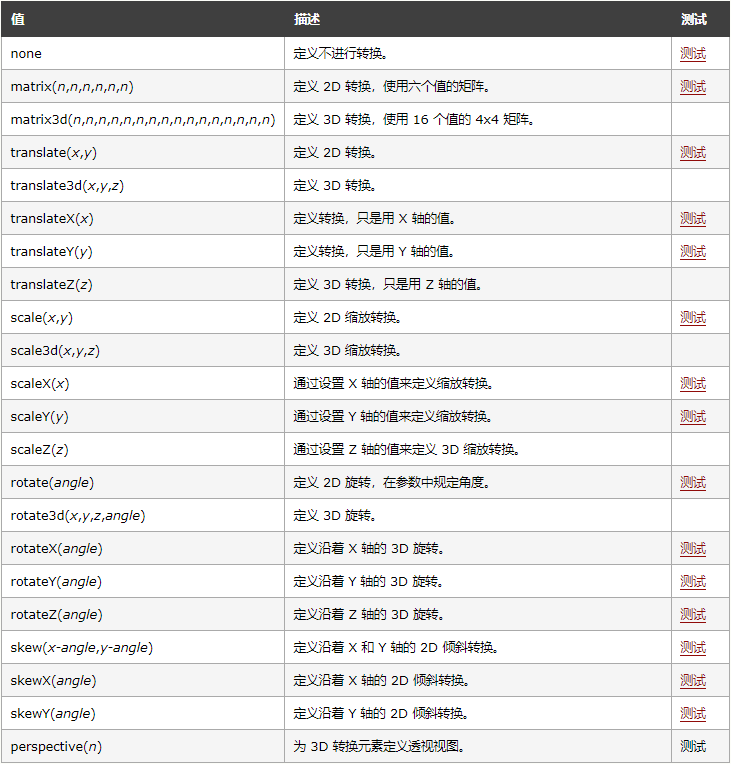 值 描述 测试
none 定义不进行转换。 测试
matrix(n,n,n,n,n,n) 定义 2D 转换，使用六个值的矩阵。 测试
matrix3d(n,n,n,n,n,n,n,n,n,n,n,n,n,n,n,n) 定义 3D 转换，使用 16 个值的 4x4 矩阵。
translate(x,y) 定义 2D 转换。 测试
translate3d(x,y,z) 定义 3D 转换。
translateX(x) 定义转换，只是用 X 轴的值。 测试
translateY(y) 定义转换，只是用 Y 轴的值。 测试
translateZ(z) 定义 3D 转换，只是用 Z 轴的值。
scale(x,y) 定义 2D 缩放转换。 测试
scale3d(x,y,z) 定义 3D 缩放转换。
scaleX(x) 通过设置 X 轴的值来定义缩放转换。 测试
scaleY(y) 通过设置 Y 轴的值来定义缩放转换。 测试
scaleZ(z) 通过设置 Z 轴的值来定义 3D 缩放转换。
rotate(angle) 定义 2D 旋转，在参数中规定角度。 测试
rotate3d(x,y,z,angle) 定义 3D 旋转。
rotateX(angle) 定义沿着 X 轴的 3D 旋转。 测试
rotateY(angle) 定义沿着 Y 轴的 3D 旋转。 测试
rotateZ(angle) 定义沿着 Z 轴的 3D 旋转。 测试
skew(x-angle,y-angle) 定义沿着 X 和 Y 轴的 2D 倾斜转换。 测试
skewX(angle) 定义沿着 X 轴的 2D 倾斜转换。 测试
skewY(angle) 定义沿着 Y 轴的 2D 倾斜转换。 测试
perspective(n) 为 3D 转换元素定义透视视图。 测试